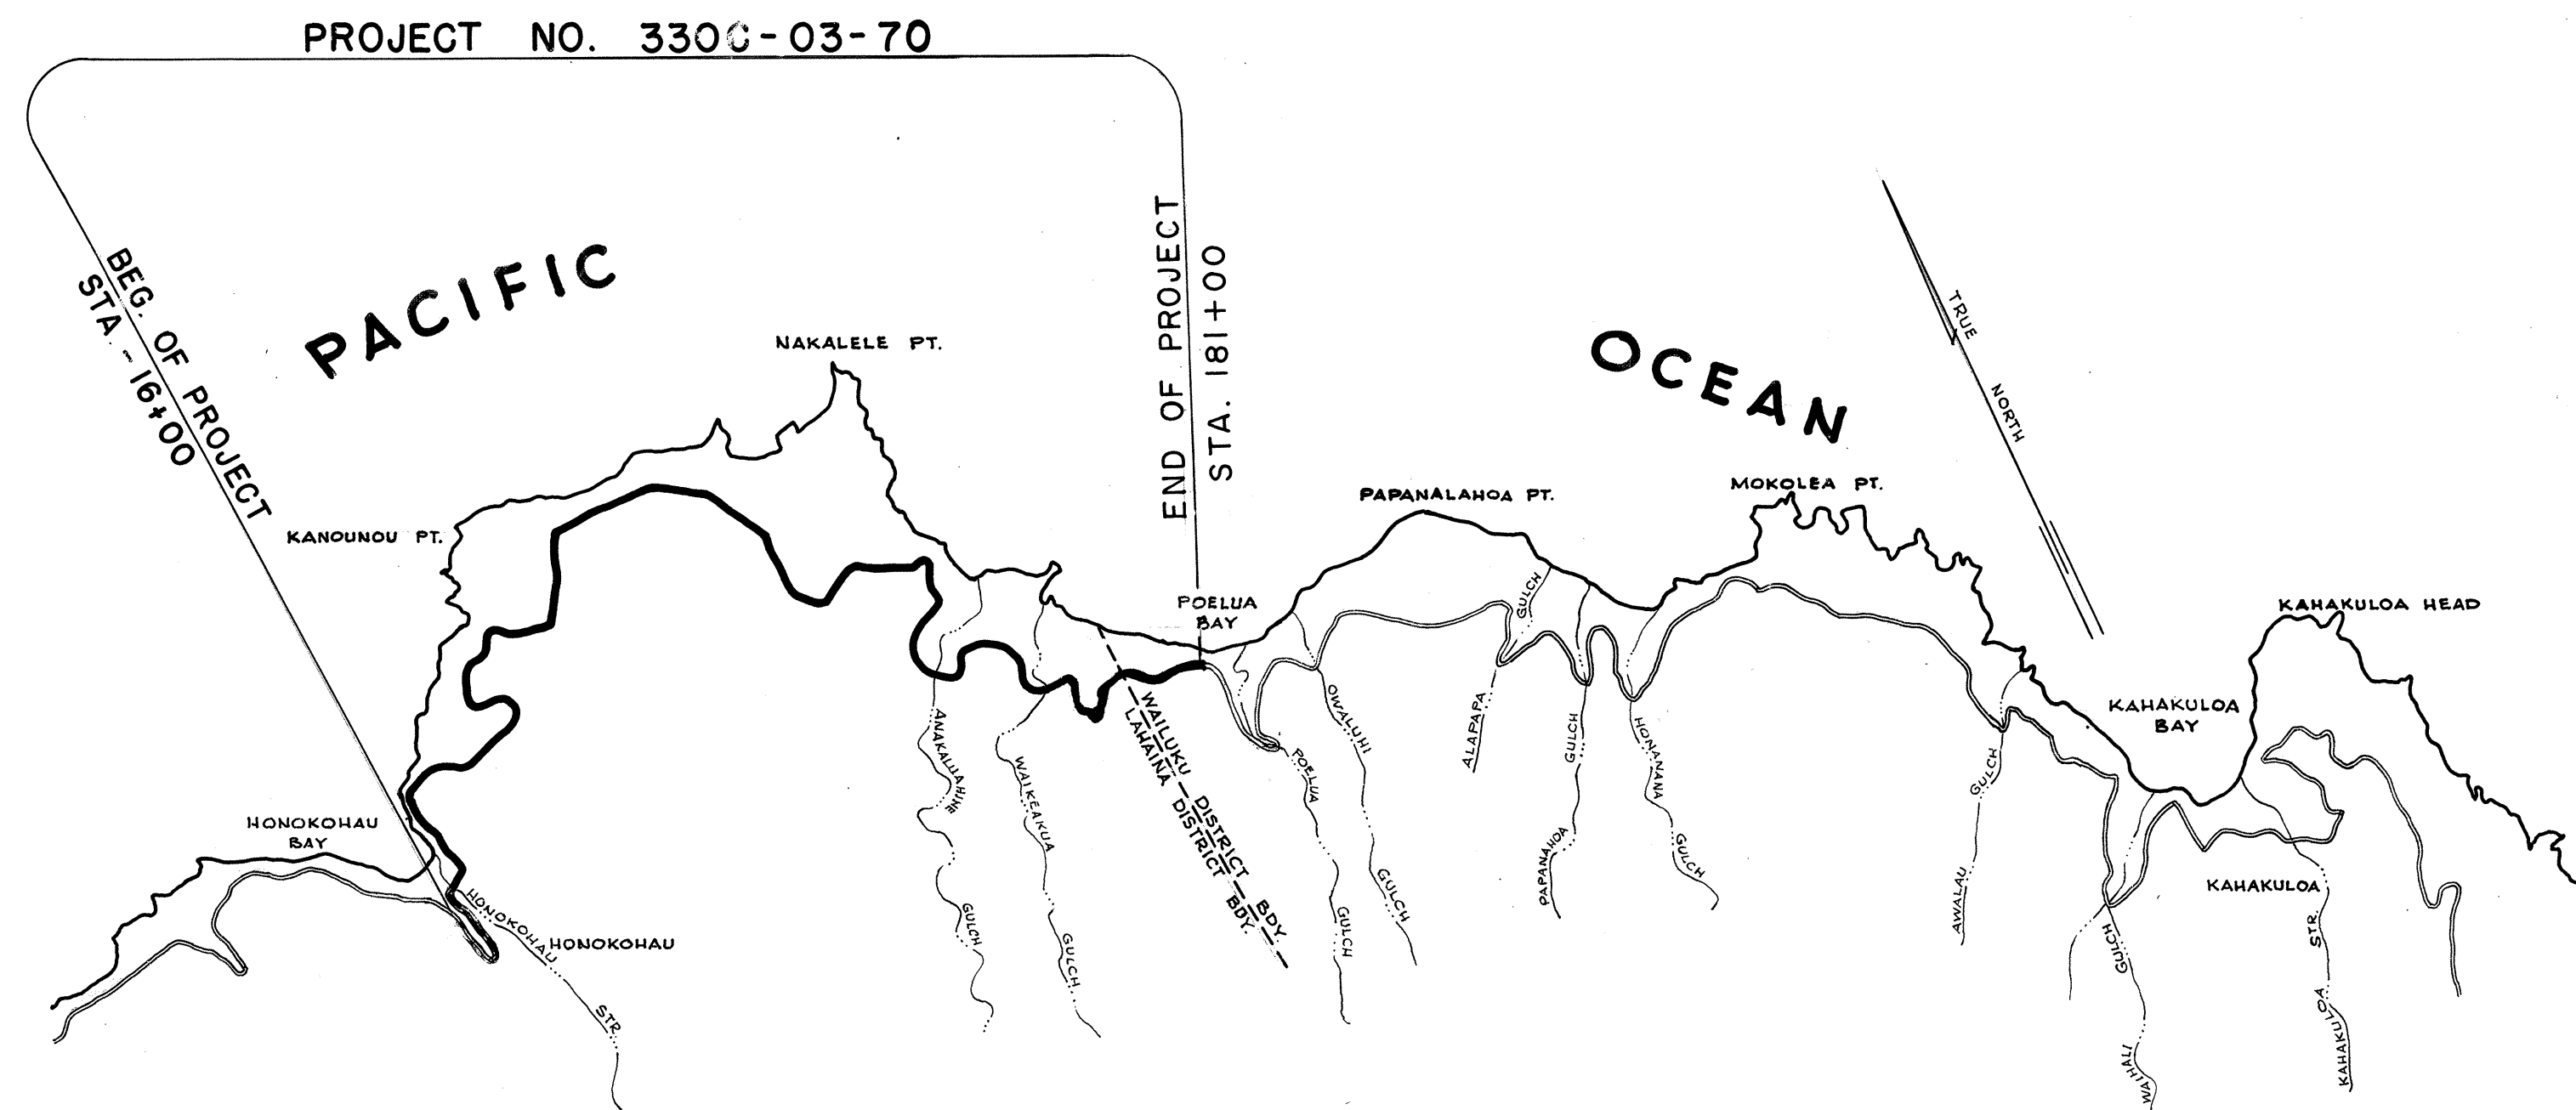 PROJECT NO. 330C-03-70
BEG. OF PROJECT
STA. -16+00
PACIFIC
END OF PROJECT
STA. 181+00
OCEAN
TRUE NORTH
NAKALELE PT.
KANOUNOU PT.
PAPANALAHOA PT.
MOKOLEA PT.
POELUA
BAY
KAHAKULOA HEAD
KAHAKULOA
BAY
HONOKOHAU
BAY
HONOKOHAU STR.
HONOKOHAU
ANAKALUAHINE GULCH
WAIKEAKUA GULCH
WAILUKU DISTRICT BDY.
LAHAINA DISTRICT BDY.
POELUA GULCH
OWALUHI GULCH
ALAPAPA GULCH
PAPANAHOA GULCH
HONANANA GULCH
AWALAU GULCH
WAIHALI GULCH
KAHAKULOA
KAHAKULOA STR.